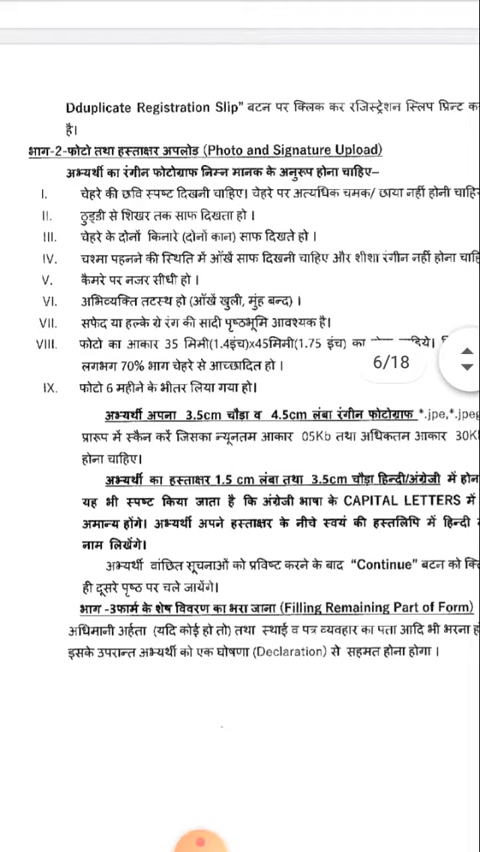 Dduplicate Registration Slip” बटन पर क्लिक कर रजिस्ट्रेशन स्लिप प्रिन्ट
है।
भाग-2-फोटो तथा हस्ताक्षर अपलोड (Photo and Signature Upload)
अभ्यर्थी का रंगीन फोटोग्राफ निम्न मानक के अनुरूप होना चाहिए–
I. चेहरे की छवि स्पष्ट दिखनी चाहिए। चेहरे पर अत्यधिक चमक/ छाया नहीं होनी
II. ठुड्डी से शिखर तक साफ दिखता हो ।
III. चेहरे के दोनों किनारे (दोनों कान) साफ दिखते हो ।
IV. चश्मा पहनने की स्थिति में आँखें साफ दिखनी चाहिए और शीशा रंगीन नहीं होना
V. कैमरे पर नजर सीधी हो ।
VI. अभिव्यक्ति तटस्थ हो (आँखें खुली, मुंह बन्द) ।
VII. सफेद या हल्के ग्रे रंग की सादी पृष्ठभूमि आवश्यक है।
VIII. फोटो का आकार 35 मिमी(1.4इंच)x45मिमी(1.75 इंच) का
लगभग 70% भाग चेहरे से आच्छादित हो ।
6/18
IX. फोटो 6 महीने के भीतर लिया गया हो।
अभ्यर्थी अपना 3.5cm चौड़ा व 4.5cm लंबा रंगीन फोटोग्राफ *.jpe,*.jpeg
प्रारूप में स्कैन करें जिसका न्यूनतम आकार 05Kb तथा अधिकतम आकार
होना चाहिए।
अभ्यर्थी का हस्ताक्षर 1.5 cm लंबा तथा 3.5cm चौड़ा हिन्दी/अंग्रेजी में
यह भी स्पष्ट किया जाता है कि अंग्रेजी भाषा के CAPITAL LETTERS में
अमान्य होंगे। अभ्यर्थी अपने हस्ताक्षर के नीचे स्वयं की हस्तलिपि में हिन्दी
नाम लिखेंगे।
अभ्यर्थी वांछित सूचनाओं को प्रविष्ट करने के बाद “Continue” बटन को
ही दूसरे पृष्ठ पर चले जायेंगे।
भाग -3फार्म के शेष विवरण का भरा जाना (Filling Remaining Part of Form)
अधिमानी अर्हता (यदि कोई हो तो) तथा स्थाई व पत्र व्यवहार का पता आदि भी भरना
इसके उपरान्त अभ्यर्थी को एक घोषणा (Declaration) से सहमत होना होगा ।